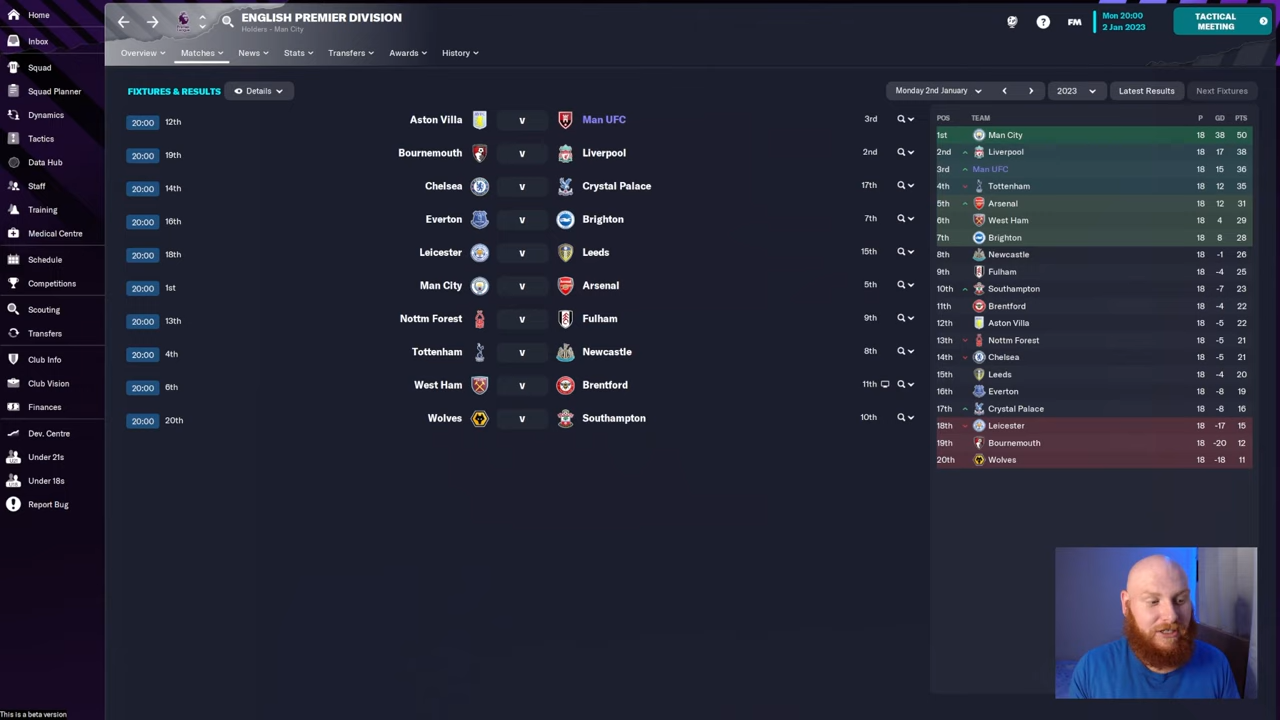 Home
Inbox
Squad
Squad Planner
Dynamics
Tactics
Data Hub
Staff
Training
Medical Centre
Schedule
Competitions
Scouting
Transfers
Club Info
Club Vision
Finances
Dev. Centre
Under 21s
Under 18s
Report Bug
This is a beta version
ENGLISH PREMIER DIVISION
Holders - Man City
FM
Mon 20:00
2 Jan 2023
TACTICAL
MEETING
Overview Matches News Stats Transfers Awards History
FIXTURES & RESULTS Details Monday 2nd January 2023 Latest Results Next Fixtures
20:00 12th Aston Villa v Man UFC 3rd
20:00 19th Bournemouth v Liverpool 2nd
20:00 14th Chelsea v Crystal Palace 17th
20:00 16th Everton v Brighton 7th
20:00 18th Leicester v Leeds 15th
20:00 1st Man City v Arsenal 5th
20:00 13th Nottm Forest v Fulham 9th
20:00 4th Tottenham v Newcastle 8th
20:00 6th West Ham v Brentford 11th
20:00 20th Wolves v Southampton 10th
POS TEAM P GD PTS
1st Man City 18 38 50
2nd Liverpool 18 17 38
3rd Man UFC 18 15 36
4th Tottenham 18 12 35
5th Arsenal 18 12 31
6th West Ham 18 4 29
7th Brighton 18 8 28
8th Newcastle 18 -1 26
9th Fulham 18 -4 25
10th Southampton 18 -7 23
11th Brentford 18 -4 22
12th Aston Villa 18 -5 22
13th Nottm Forest 18 -5 21
14th Chelsea 18 -5 21
15th Leeds 18 -4 20
16th Everton 18 -8 19
17th Crystal Palace 18 -8 16
18th Leicester 18 -17 15
19th Bournemouth 18 -20 12
20th Wolves 18 -18 11